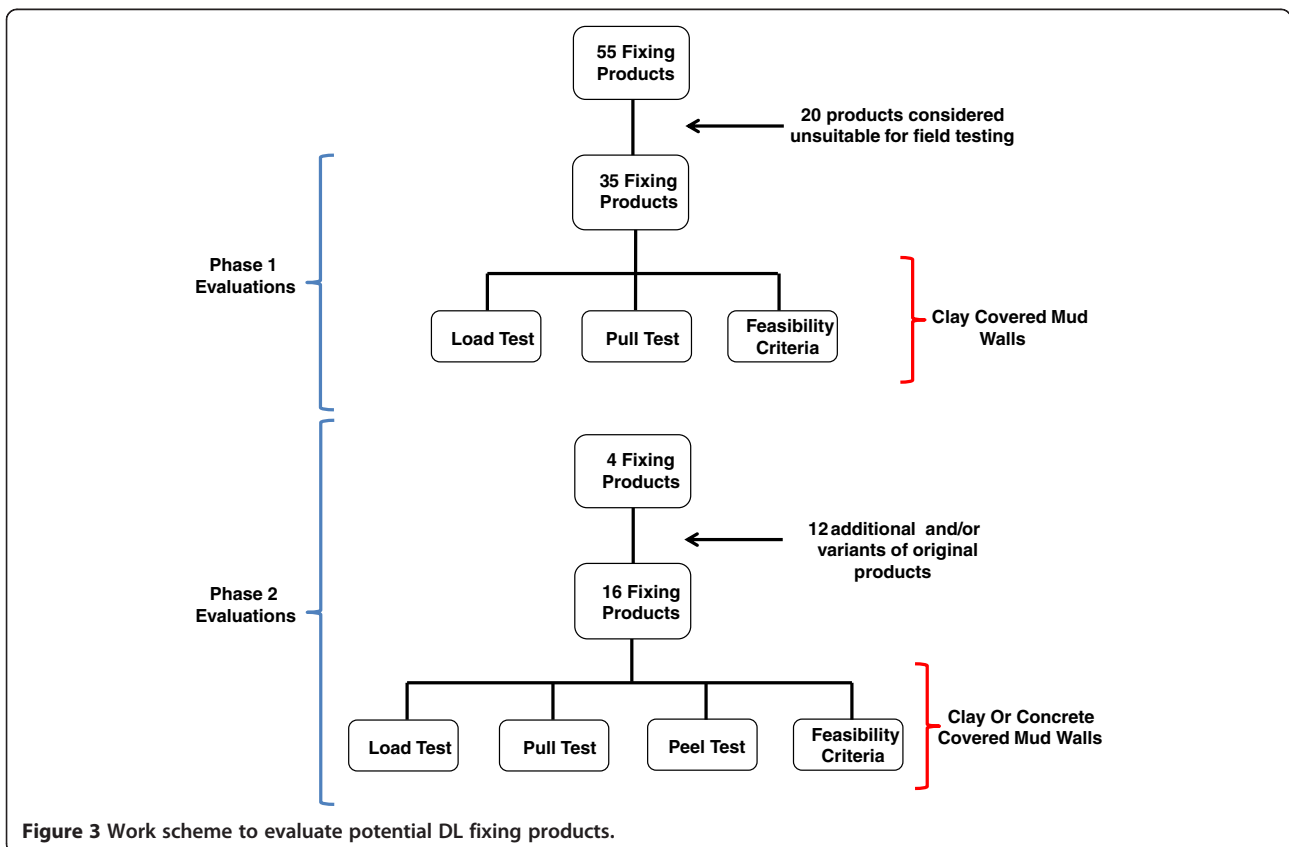 55 Fixing
Products
20 products considered
unsuitable for field testing
35 Fixing
Products
Phase 1
Evaluations
Load Test
Pull Test
Feasibility
Criteria
Clay Covered Mud
Walls
4 Fixing
Products
12 additional and/or
variants of original
products
16 Fixing
Products
Phase 2
Evaluations
Load Test
Pull Test
Peel Test
Feasibility
Criteria
Clay Or Concrete
Covered Mud Walls
Figure 3 Work scheme to evaluate potential DL fixing products.